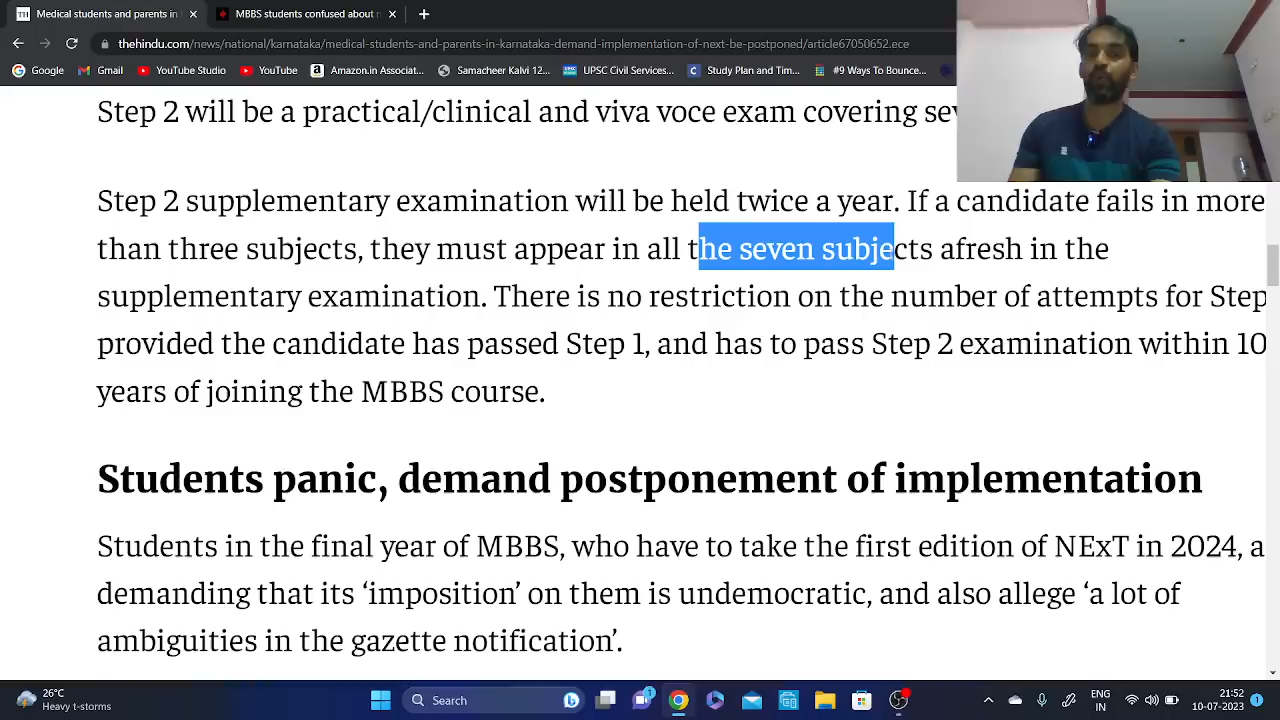 Medical students and parents in
MBBS students confused about
thehindu.com/news/national/karnataka/medical-students-and-parents-in-karnataka-demand-implementation-of-next-be-postponed/article67050652.ece
Google
Gmail
YouTube Studio
YouTube
Amazon.in Associat...
Samacheer Kalvi 12...
UPSC Civil Services...
Study Plan and Tim...
#9 Ways To Bounce...
Step 2 will be a practical/clinical and viva voce exam covering
Step 2 supplementary examination will be held twice a year. If a candidate fails in more
than three subjects, they must appear in all the seven subjects afresh in the
supplementary examination. There is no restriction on the number of attempts for Step
provided the candidate has passed Step 1, and has to pass Step 2 examination within 10
years of joining the MBBS course.
Students panic, demand postponement of implementation
Students in the final year of MBBS, who have to take the first edition of NExT in 2024, a
demanding that its ‘imposition’ on them is undemocratic, and also allege ‘a lot of
ambiguities in the gazette notification’.
26°C
Heavy t-storms
Search
ENG
IN
21:52
10-07-2023